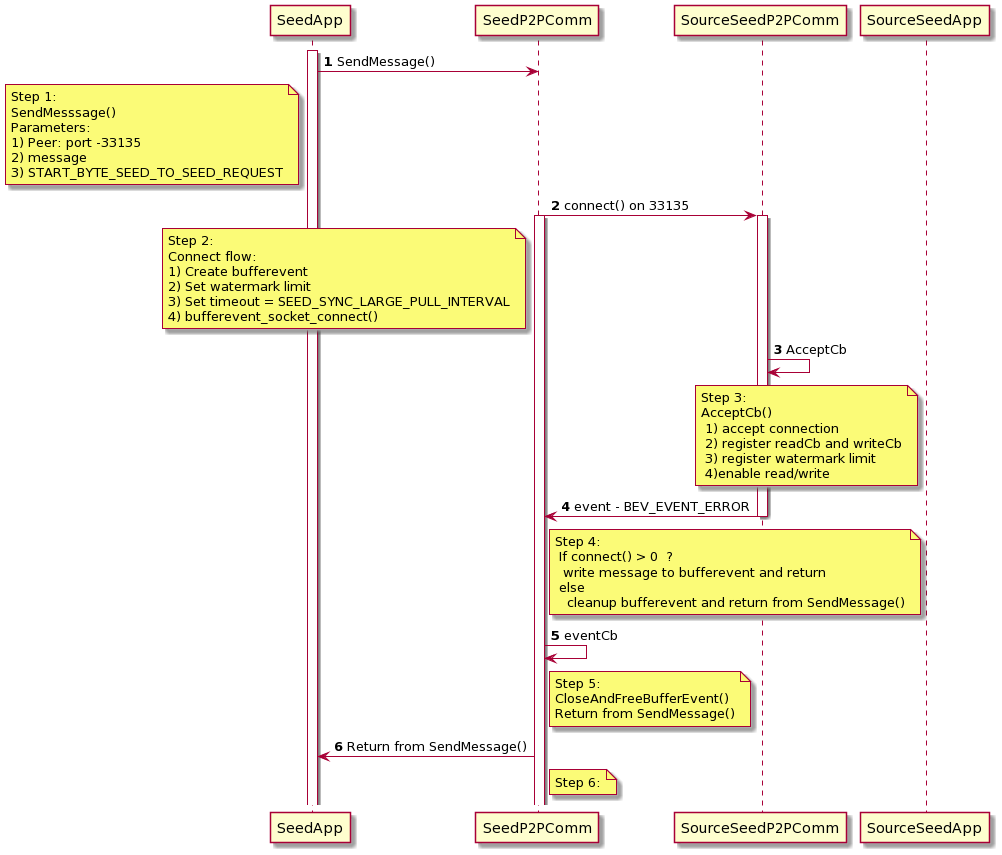 SeedApp SeedP2PComm SourceSeedP2PComm SourceSeedApp
1 SendMessage()
Step 1:
SendMesssage()
Parameters:
1) Peer: port -33135
2) message
3) START_BYTE_SEED_TO_SEED_REQUEST
2 connect() on 33135
Step 2:
Connect flow:
1) Create bufferevent
2) Set watermark limit
3) Set timeout = SEED_SYNC_LARGE_PULL_INTERVAL
4) bufferevent_socket_connect()
3 AcceptCb
Step 3:
AcceptCb()
1) accept connection
2) register readCb and writeCb
3) register watermark limit
4)enable read/write
4 event - BEV_EVENT_ERROR
Step 4:
If connect() > 0 ?
write message to bufferevent and return
else
cleanup bufferevent and return from SendMessage()
5 eventCb
Step 5:
CloseAndFreeBufferEvent()
Return from SendMessage()
6 Return from SendMessage()
Step 6:
SeedApp SeedP2PComm SourceSeedP2PComm SourceSeedApp